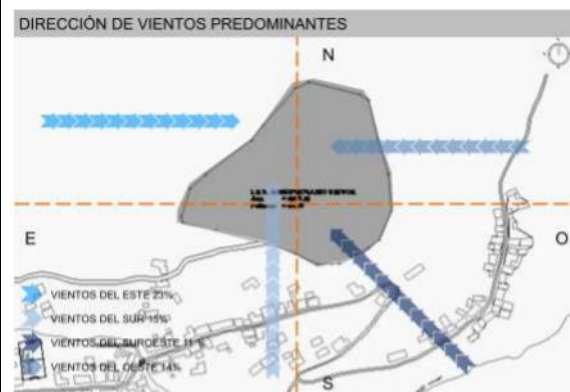 DIRECCIÓN DE VIENTOS PREDOMINANTES
N
E
O
VIENTOS DEL ESTE 23%
VIENTOS DEL SUR 15%
VIENTOS DEL SUROESTE 11 %
VIENTOS DEL OESTE 14%
S